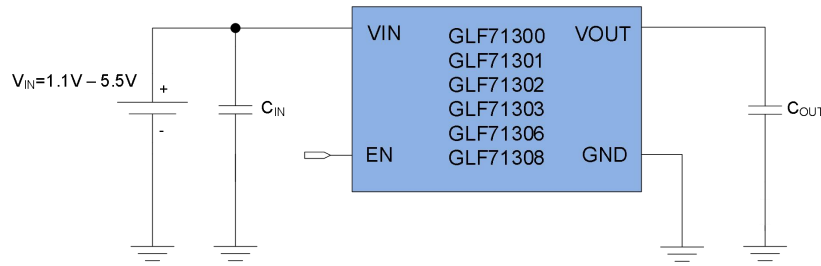 VIN
GLF71300
VOUT
GLF71301
GLF71302
GLF71303
GLF71306
GLF71308
EN
GND
VIN=1.1V – 5.5V
+
-
CIN
COUT